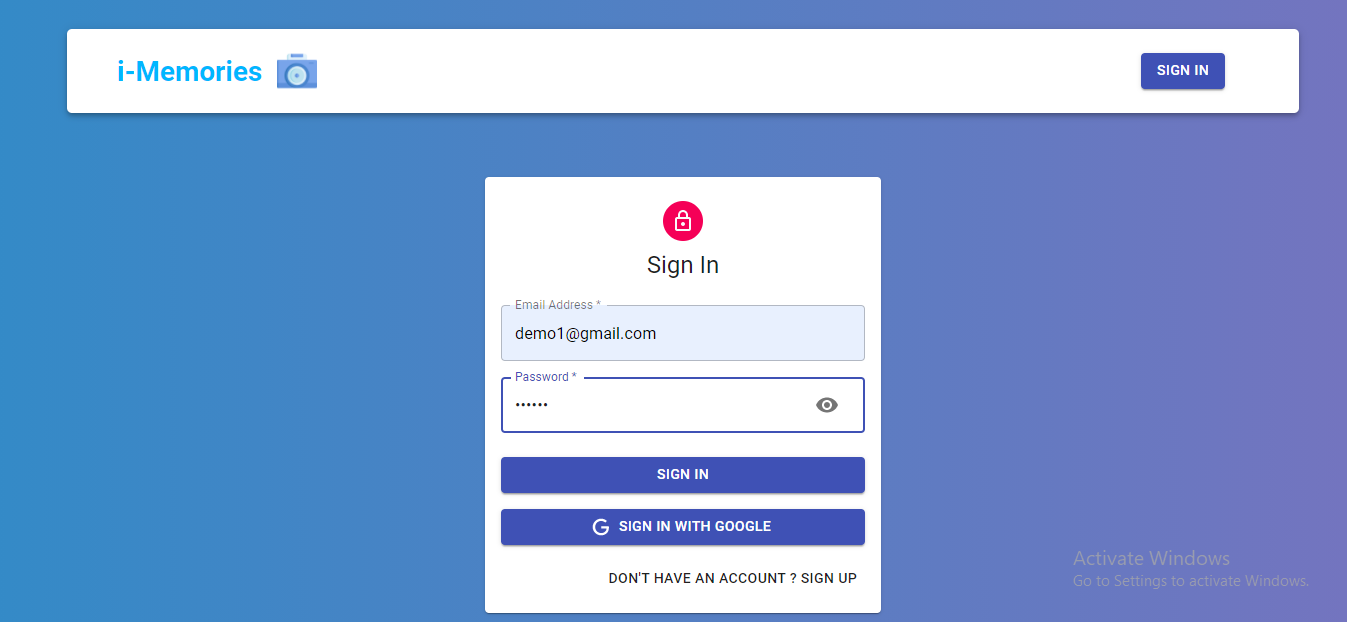 i-Memories
SIGN IN
Sign In
Email Address *
demo1@gmail.com
Password *
••••••
SIGN IN
G SIGN IN WITH GOOGLE
DON'T HAVE AN ACCOUNT ? SIGN UP
Activate Windows
Go to Settings to activate Windows.